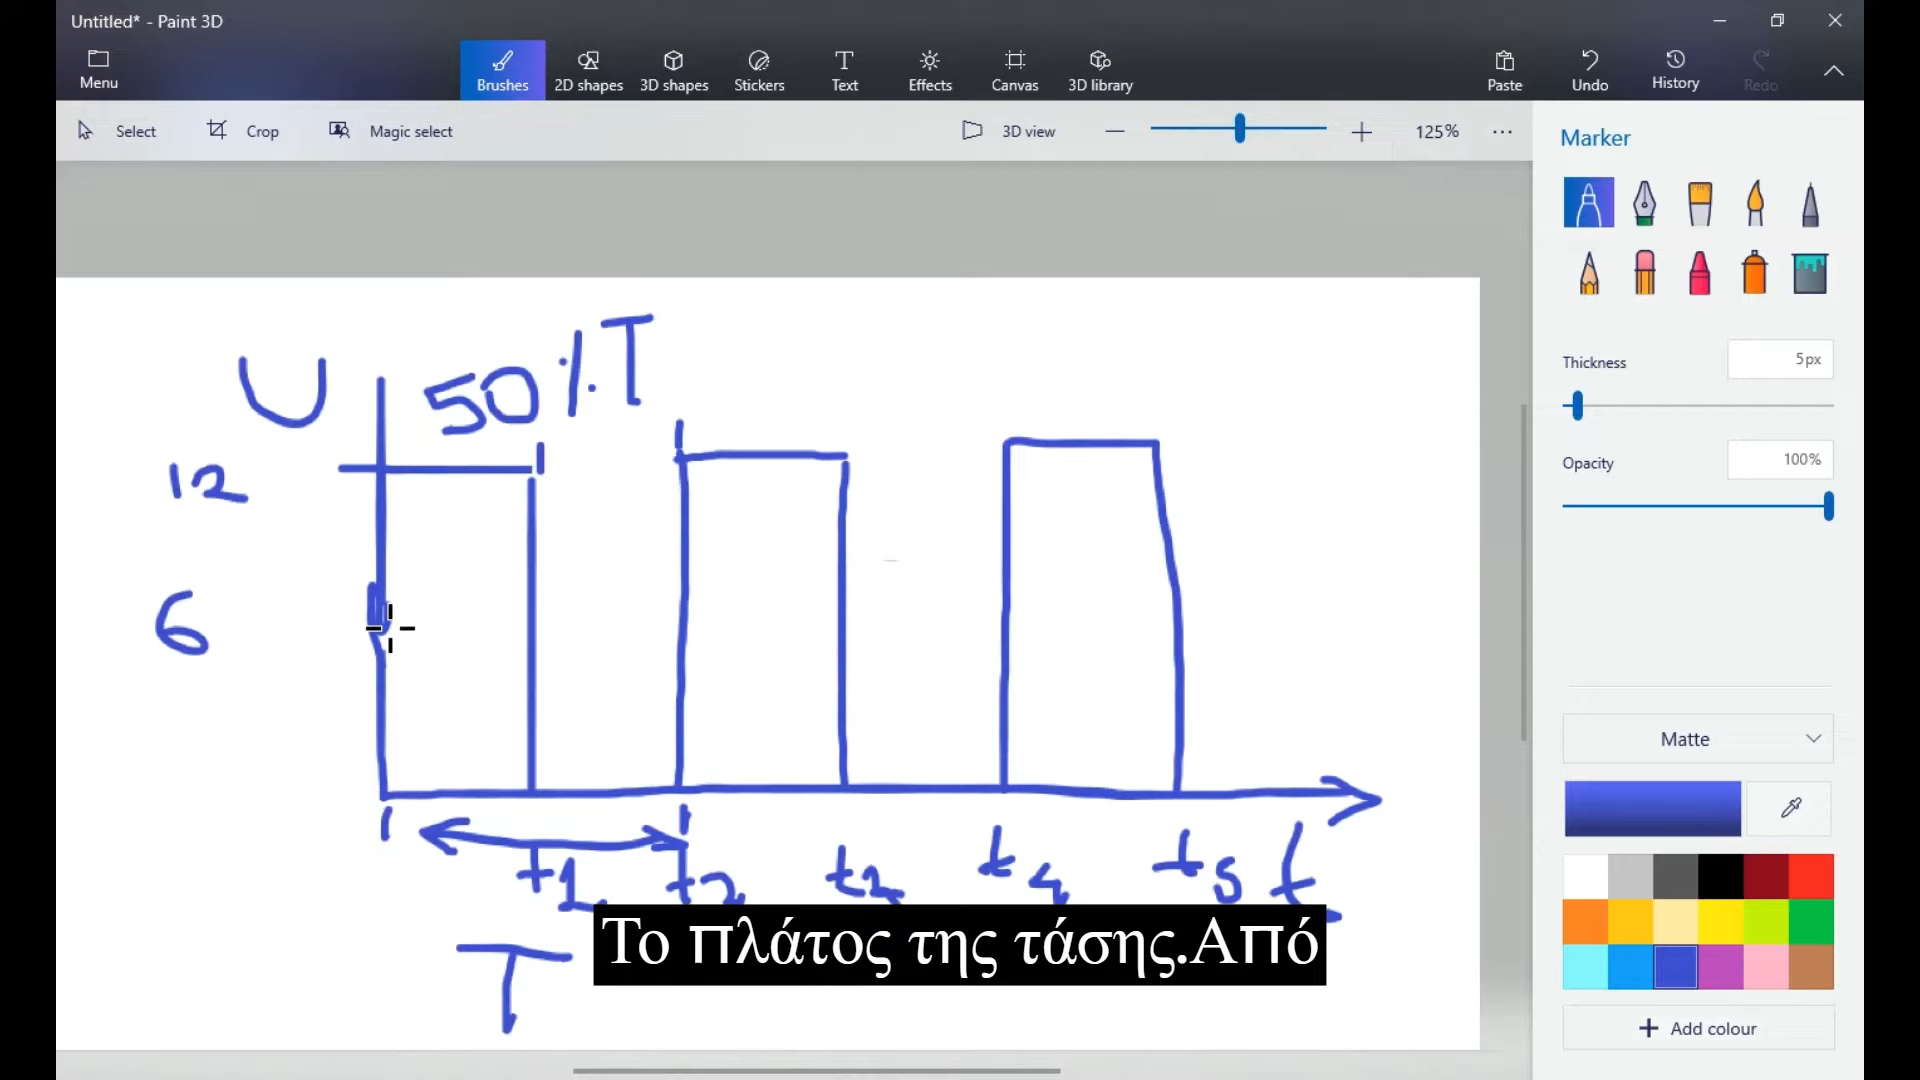 Untitled* - Paint 3D
Menu
Brushes
2D shapes
3D shapes
Stickers
Text
Effects
Canvas
3D library
Paste
Undo
History
Redo
Select
Crop
Magic select
3D view
125%
Marker
Thickness
5px
Opacity
100%
Matte
Add colour
U
50 % T
12
6
t1 t2 t2 t4 t5 t
T
Το πλάτος της τάσης.Από